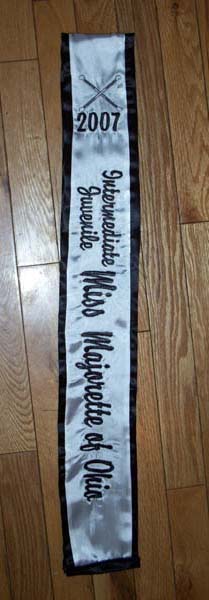 2007
Intermediate
Juvenile
Miss Majorette of Ohio